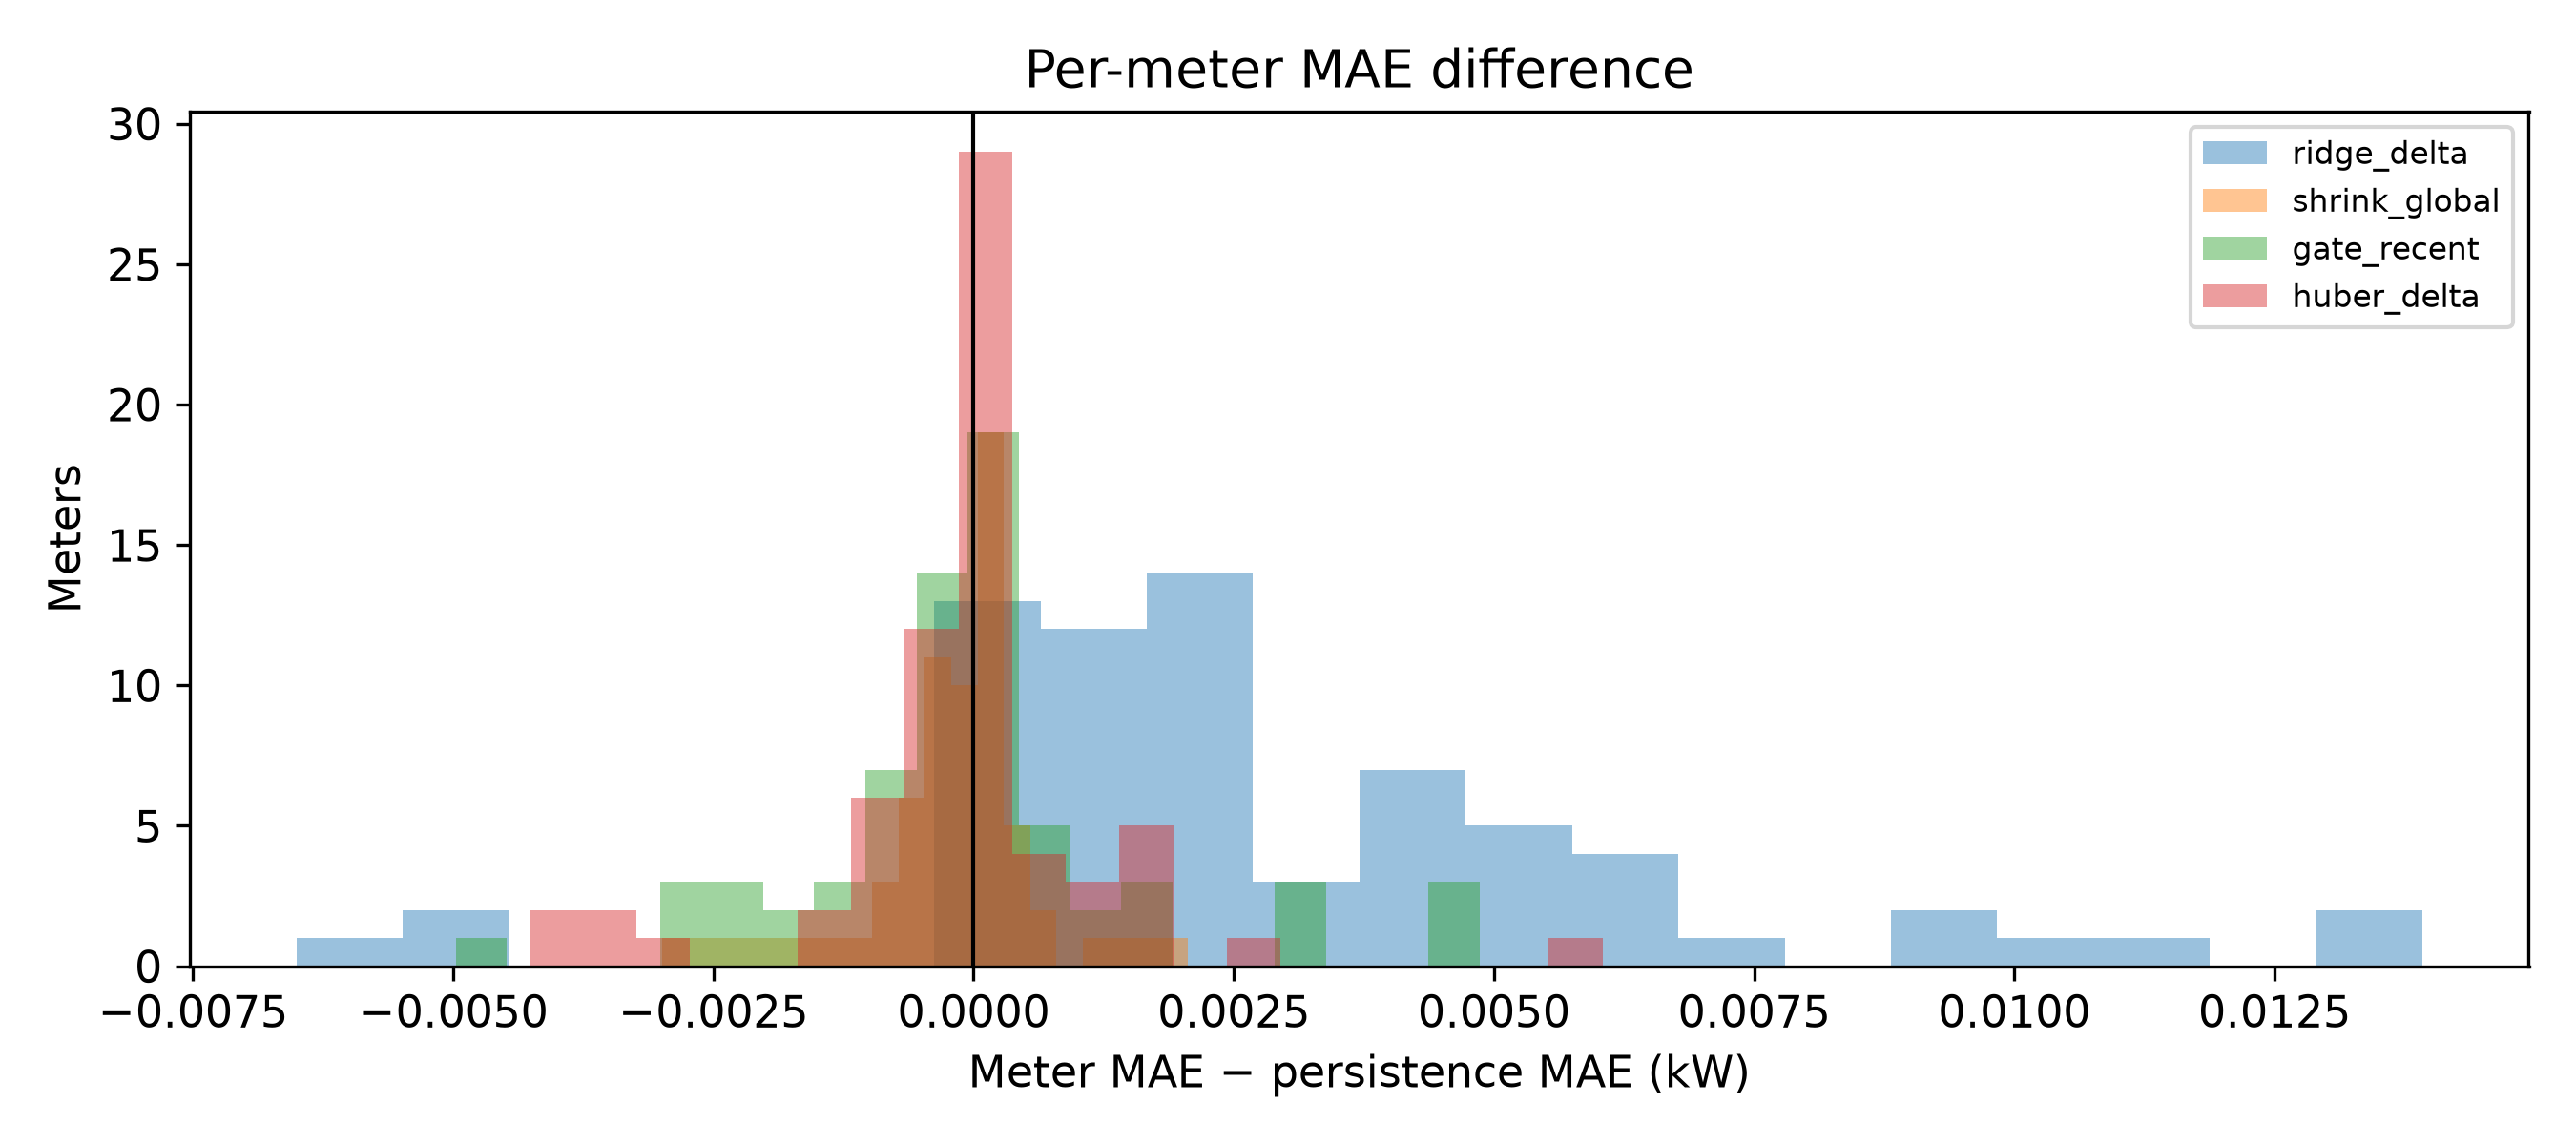 Per-meter MAE difference
30
25
20
15
10
5
0
Meters
ridge_delta
shrink_global
gate_recent
huber_delta
−0.0075 −0.0050 −0.0025 0.0000 0.0025 0.0050 0.0075 0.0100 0.0125
Meter MAE − persistence MAE (kW)